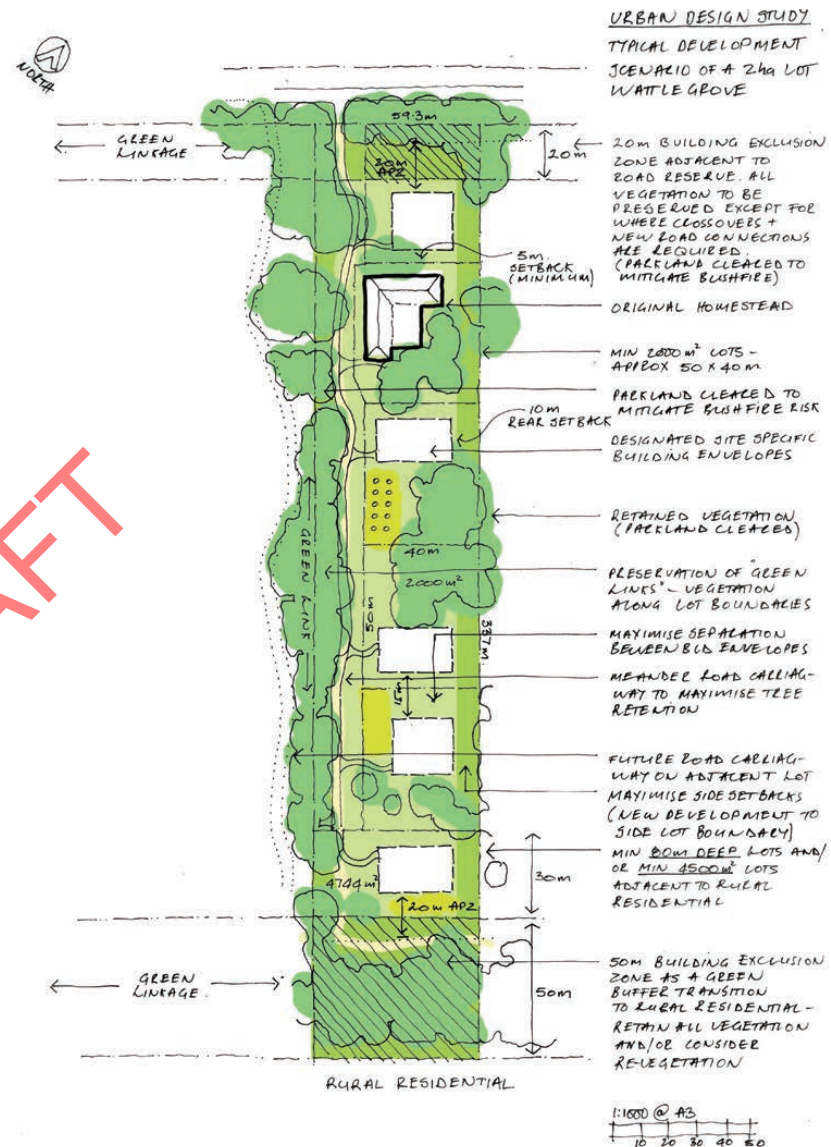 URBAN DESIGN STUDY
TYPICAL DEVELOPMENT
SCENARIO OF A 2ha LOT
WATTLE GROVE
NORTH
GREEN
LINKAGE
59.3m
20m
APZ
20m
20m BUILDING EXCLUSION
ZONE ADJACENT TO
ROAD RESERVE. ALL
VEGETATION TO BE
PRESERVED EXCEPT FOR
WHERE CROSSOVERS +
NEW ROAD CONNECTIONS
ARE REQUIRED.
(PARKLAND CLEARED TO
MITIGATE BUSHFIRE)
5m.
SETBACK
(MINIMUM)
ORIGINAL HOMESTEAD
MIN 2000m² LOTS -
APPROX 50 x 40m
PARKLAND CLEARED TO
MITIGATE BUSHFIRE RISK
10m
REAR SETBACK
DESIGNATED SITE SPECIFIC
BUILDING ENVELOPES
RETAINED VEGETATION
(PARKLAND CLEARED)
DRAFT
GREEN LINK
40m
2000m²
50m
337m.
PRESERVATION OF "GREEN
LINKS" - VEGETATION
ALONG LOT BOUNDARIES
MAXIMISE SEPARATION
BEWEEN BLD ENVELOPES
MEANDER ROAD CARRIAG-
WAY TO MAXIMISE TREE
RETENTION
15m
FUTURE ROAD CARRIAG-
WAY ON ADJACENT LOT
MAXIMISE SIDE SETBACKS
(NEW DEVELOPMENT TO
SIDE LOT BOUNDARY)
MIN 80m DEEP LOTS AND/
OR MIN 4500m² LOTS
ADJACENT TO RURAL
RESIDENTIAL
4744m²
30m
20m APZ
GREEN
LINKAGE.
50m
50m BUILDING EXCLUSION
ZONE AS A GREEN
BUFFER TRANSITION
TO RURAL RESIDENTIAL -
RETAIN ALL VEGETATION
AND/OR CONSIDER
REVEGETATION
RURAL RESIDENTIAL
1:1000 @ A3
10 20 30 40 50